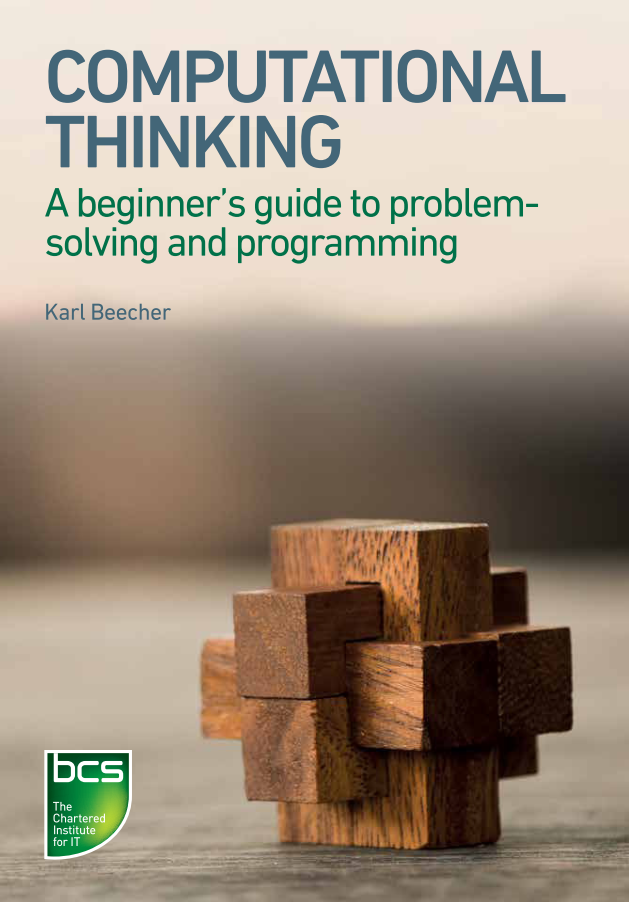 COMPUTATIONAL
THINKING
A beginner's guide to problem-
solving and programming
Karl Beecher
bcs
The
Chartered
Institute
for IT